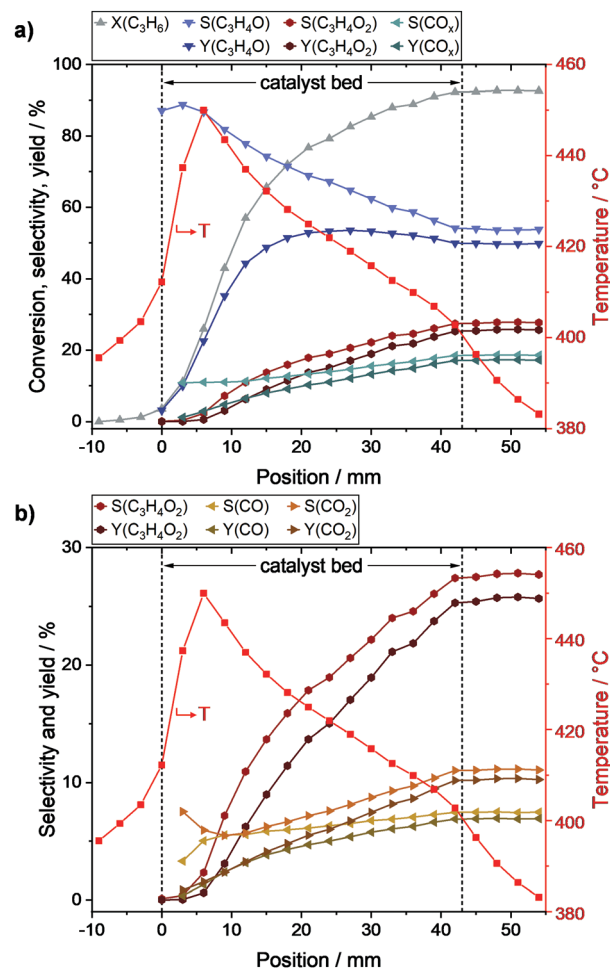 a)
X(C₃H₆) S(C₃H₄O) S(C₃H₄O₂) S(COₓ)
Y(C₃H₄O) Y(C₃H₄O₂) Y(COₓ)
catalyst bed
T
Conversion, selectivity, yield / %
100
80
60
40
20
0
Temperature / °C
460
440
420
400
380
-10 0 10 20 30 40 50
Position / mm
b)
S(C₃H₄O₂) S(CO) S(CO₂)
Y(C₃H₄O₂) Y(CO) Y(CO₂)
catalyst bed
T
Selectivity and yield / %
30
20
10
0
Temperature / °C
460
440
420
400
380
-10 0 10 20 30 40 50
Position / mm